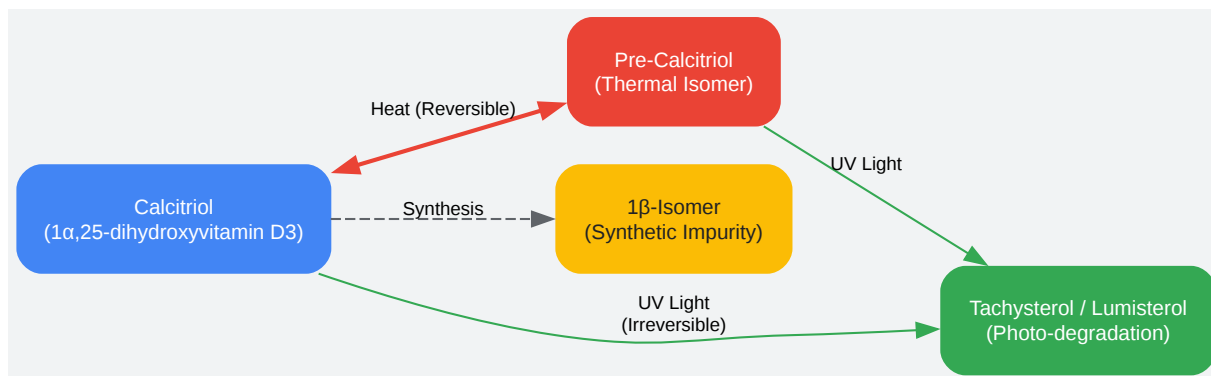 Pre-Calcitriol
(Thermal Isomer)
Heat (Reversible)
UV Light
Calcitriol
(1α,25-dihydroxyvitamin D3)
Synthesis
1β-Isomer
(Synthetic Impurity)
UV Light
(Irreversible)
Tachysterol / Lumisterol
(Photo-degradation)